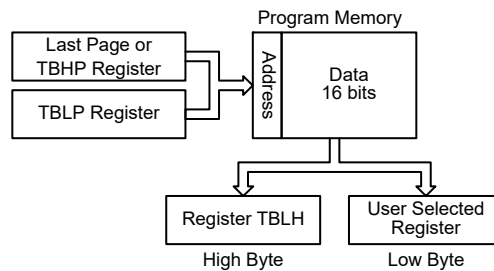 Program Memory
Last Page or
TBHP Register
TBLP Register
Address
Data
16 bits
Register TBLH
High Byte
User Selected
Register
Low Byte